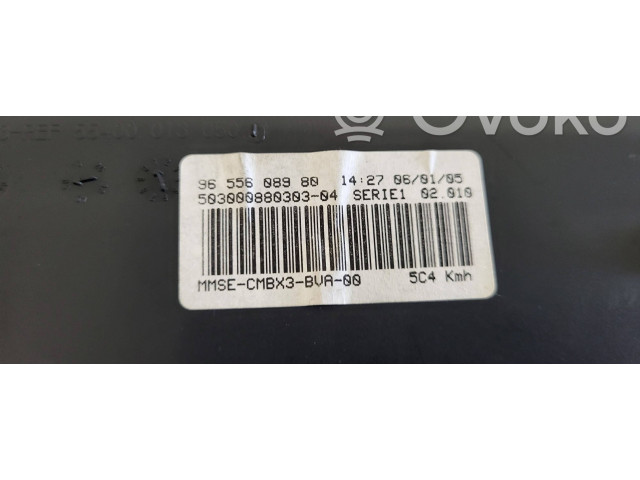 Ovoko
96 556 089 80 14:27 06/01/05
503000880303-04 SERIE1 02.010
MMSE-CMBX3-BVA-00 5C4 Kmh